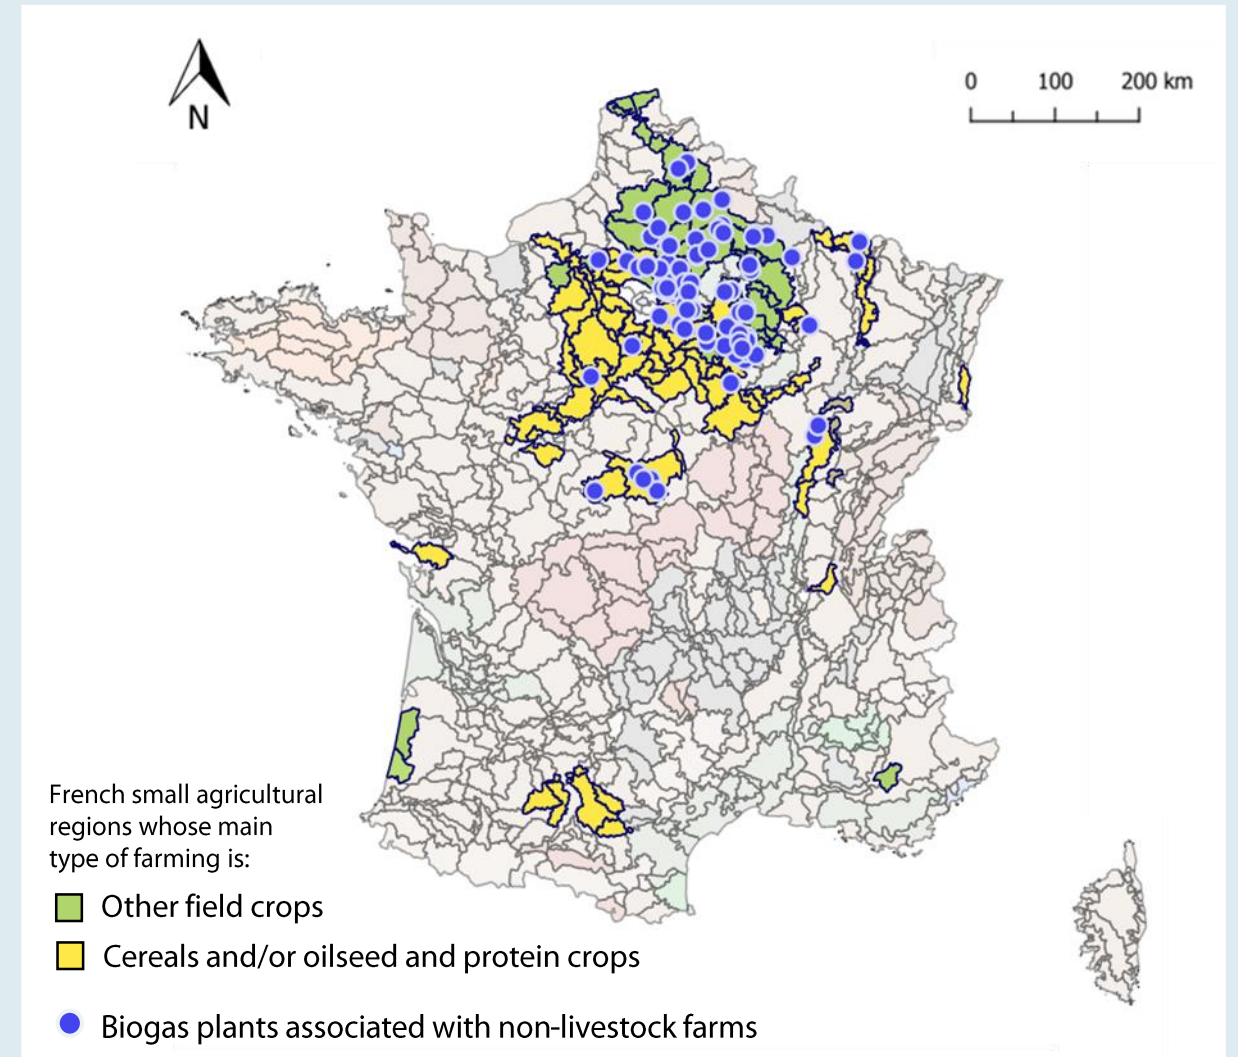 N
0 100 200 km
French small agricultural
regions whose main
type of farming is:
Other field crops
Cereals and/or oilseed and protein crops
Biogas plants associated with non-livestock farms